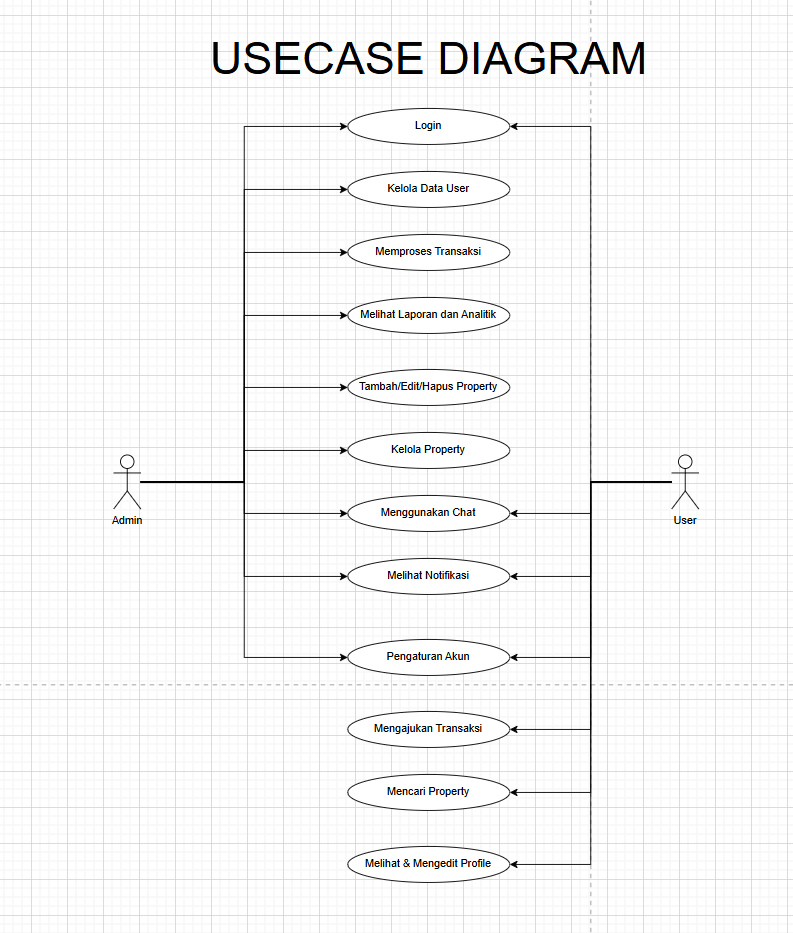 USECASE DIAGRAM
Login
Kelola Data User
Memproses Transaksi
Melihat Laporan dan Analitik
Tambah/Edit/Hapus Property
Kelola Property
Admin
User
Menggunakan Chat
Melihat Notifikasi
Pengaturan Akun
Mengajukan Transaksi
Mencari Property
Melihat & Mengedit Profile